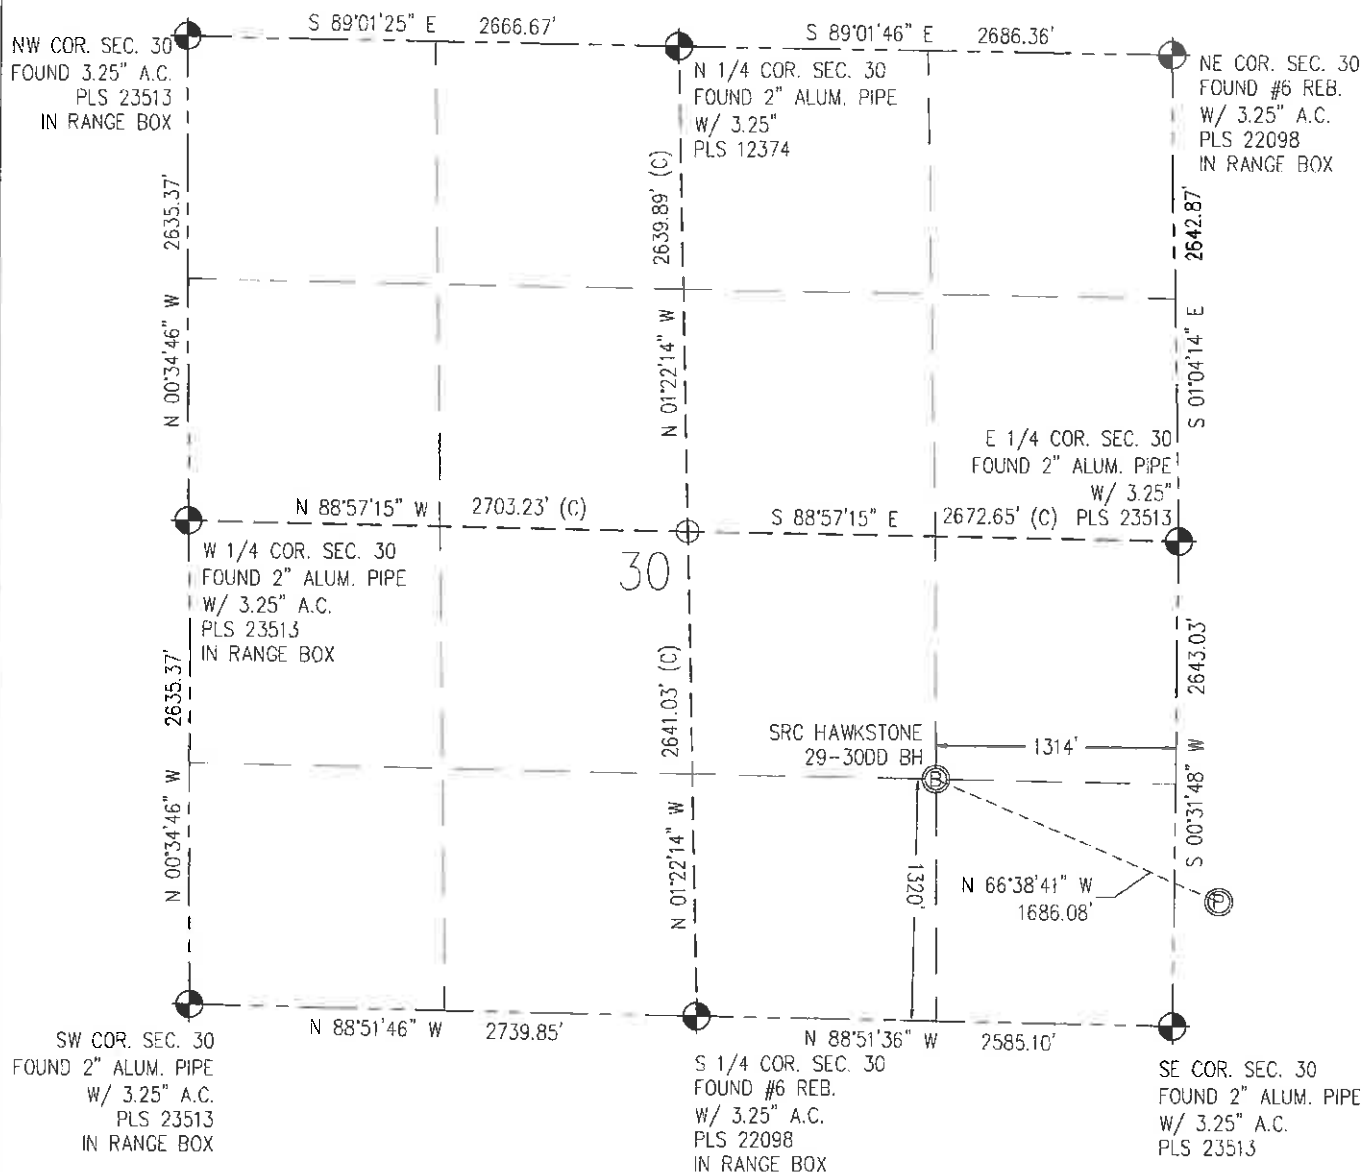 S 89°01'25" E 2666.67'
S 89°01'46" E 2686.36'
NW COR. SEC. 30
FOUND 3.25" A.C.
PLS 23513
IN RANGE BOX
N 1/4 COR. SEC. 30
FOUND 2" ALUM. PIPE
W/ 3.25"
PLS 12374
NE COR. SEC. 30
FOUND #6 REB.
W/ 3.25" A.C.
PLS 22098
IN RANGE BOX
N 00°34'46" W 2635.37'
N 01°22'14" W 2639.89' (C)
S 01°04'14" E 2642.87'
E 1/4 COR. SEC. 30
FOUND 2" ALUM. PIPE
W/ 3.25"
PLS 23513
N 88°57'15" W 2703.23' (C)
S 88°57'15" E 2672.65' (C)
W 1/4 COR. SEC. 30
FOUND 2" ALUM. PIPE
W/ 3.25" A.C.
PLS 23513
IN RANGE BOX
30
N 00°34'46" W 2635.37'
N 01°22'14" W 2641.03' (C)
S 00°31'48" W 2643.03'
SRC HAWKSTONE
29-30DD BH
1314'
B
1320'
N 66°38'41" W
1686.08'
P
N 88°51'46" W 2739.85'
N 88°51'36" W 2585.10'
SW COR. SEC. 30
FOUND 2" ALUM. PIPE
W/ 3.25" A.C.
PLS 23513
IN RANGE BOX
S 1/4 COR. SEC. 30
FOUND #6 REB.
W/ 3.25" A.C.
PLS 22098
IN RANGE BOX
SE COR. SEC. 30
FOUND 2" ALUM. PIPE
W/ 3.25" A.C.
PLS 23513